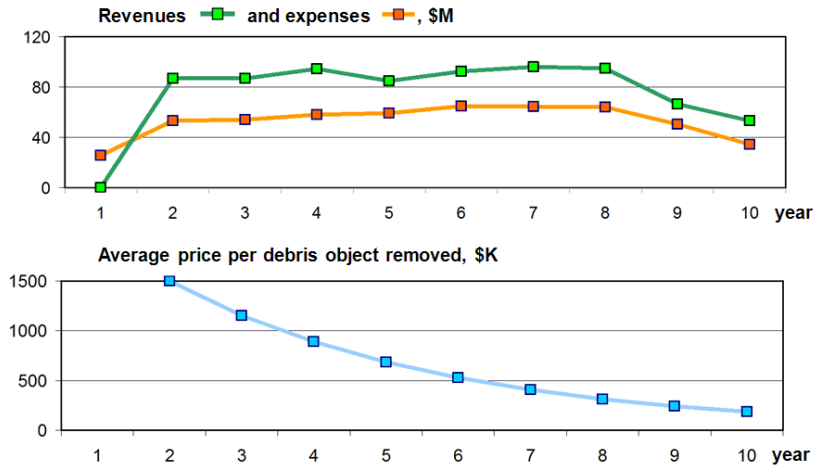 Revenues and expenses , $M
120
80
40
0
1 2 3 4 5 6 7 8 9 10 year
Average price per debris object removed, $K
1500
1000
500
0
1 2 3 4 5 6 7 8 9 10 year